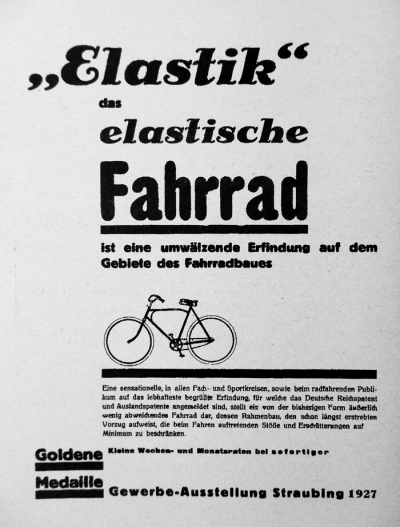 „Elastik“
das
elastische
Fahrrad
ist eine umwälzende Erfindung auf dem
Gebiete des Fahrradbaues
Eine sensationelle, in allen Fach- und Sportkreisen, sowie beim radfahrenden Publi-
kum auf das lebhafteste begrüßte Erfindung, für welche das Deutsche Reichspatent
und Auslandspatente angemeldet sind, stellt ein von der bisherigen Form äußerlich
wenig abweichendes Fahrrad dar, dessen Rahmenbau, den schon längst erstrebten
Vorzug aufweist, die beim Fahren auftretenden Stöße und Erschütterungen auf
Minimum zu beschränken.
Goldene Kleine Wochen- und Monatsraten bei sofortiger
Medaille Gewerbe-Ausstellung Straubing 1927